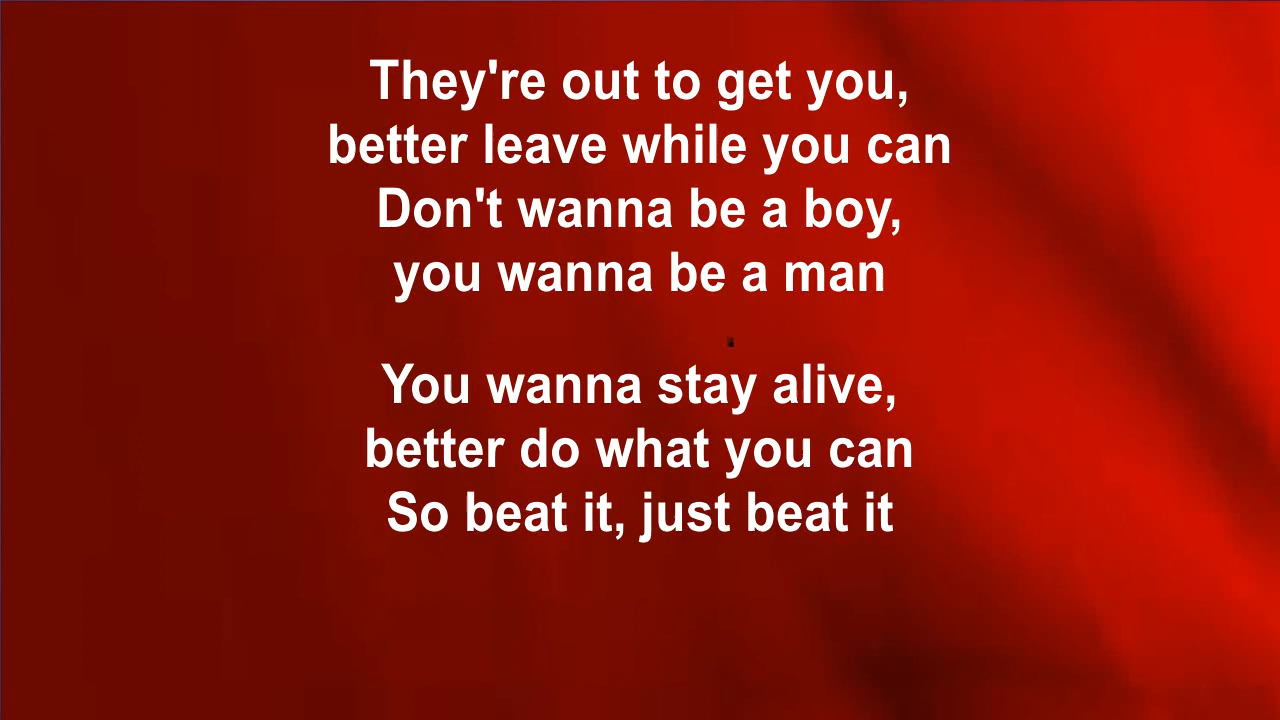 They're out to get you,
better leave while you can
Don't wanna be a boy,
you wanna be a man
You wanna stay alive,
better do what you can
So beat it, just beat it